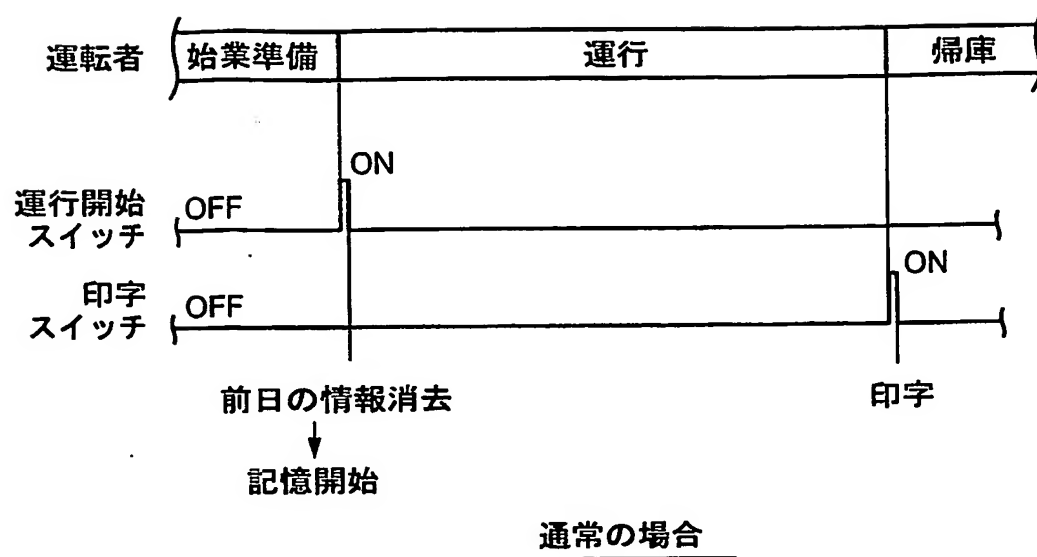 運転者 始業準備 運行 帰庫
ON
運行開始 OFF
スイッチ
ON
印字 OFF
スイッチ
前日の情報消去 印字
↓
記憶開始
通常の場合